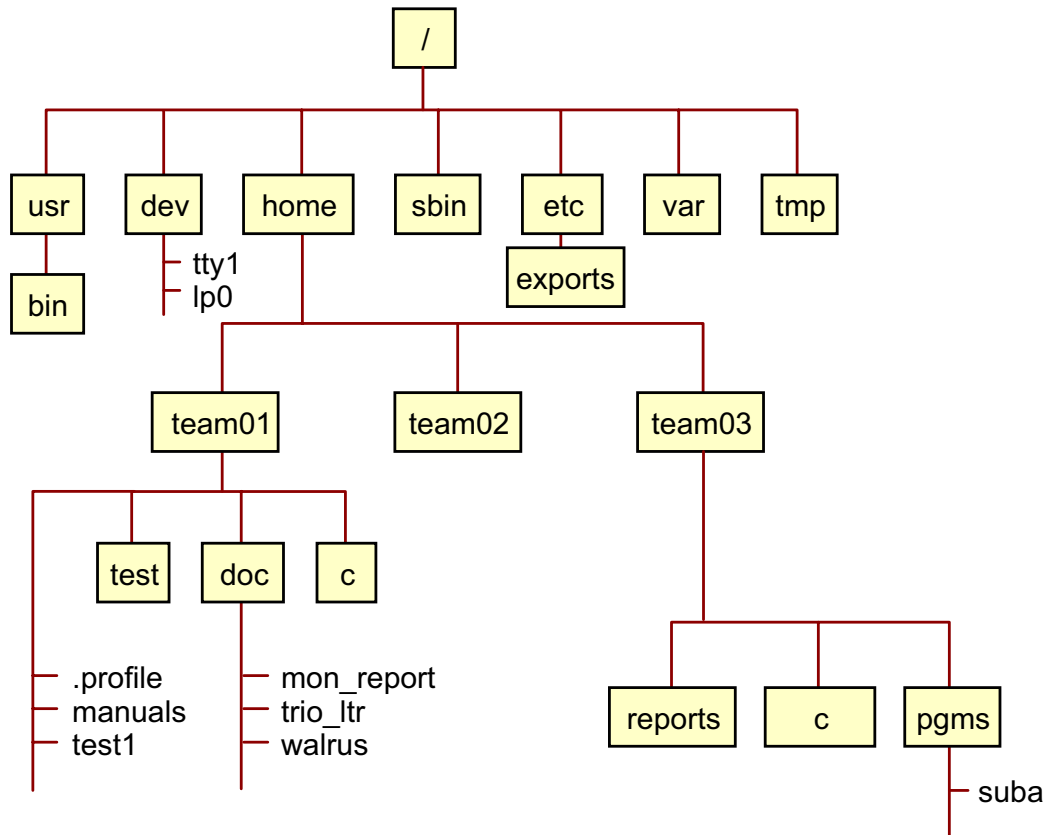 /
usr
dev
home
sbin
etc
var
tmp
bin
tty1
lp0
exports
team01
team02
team03
test
doc
c
.profile
manuals
test1
mon_report
trio_ltr
walrus
reports
c
pgms
suba